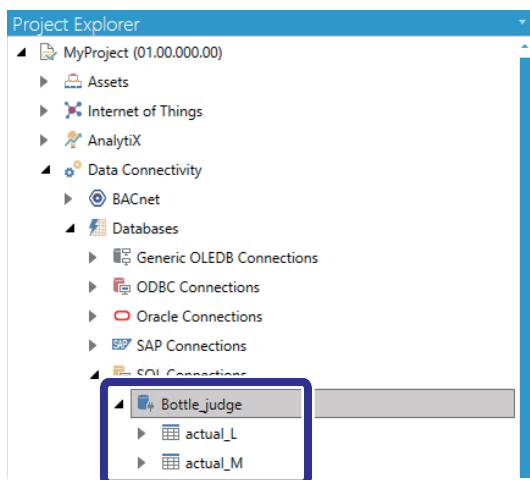 Project Explorer
MyProject (01.00.000.00)
Assets
Internet of Things
AnalytiX
Data Connectivity
BACnet
Databases
Generic OLEDB Connections
ODBC Connections
Oracle Connections
SAP SAP Connections
SQL Connections
Bottle_judge
actual_L
actual_M